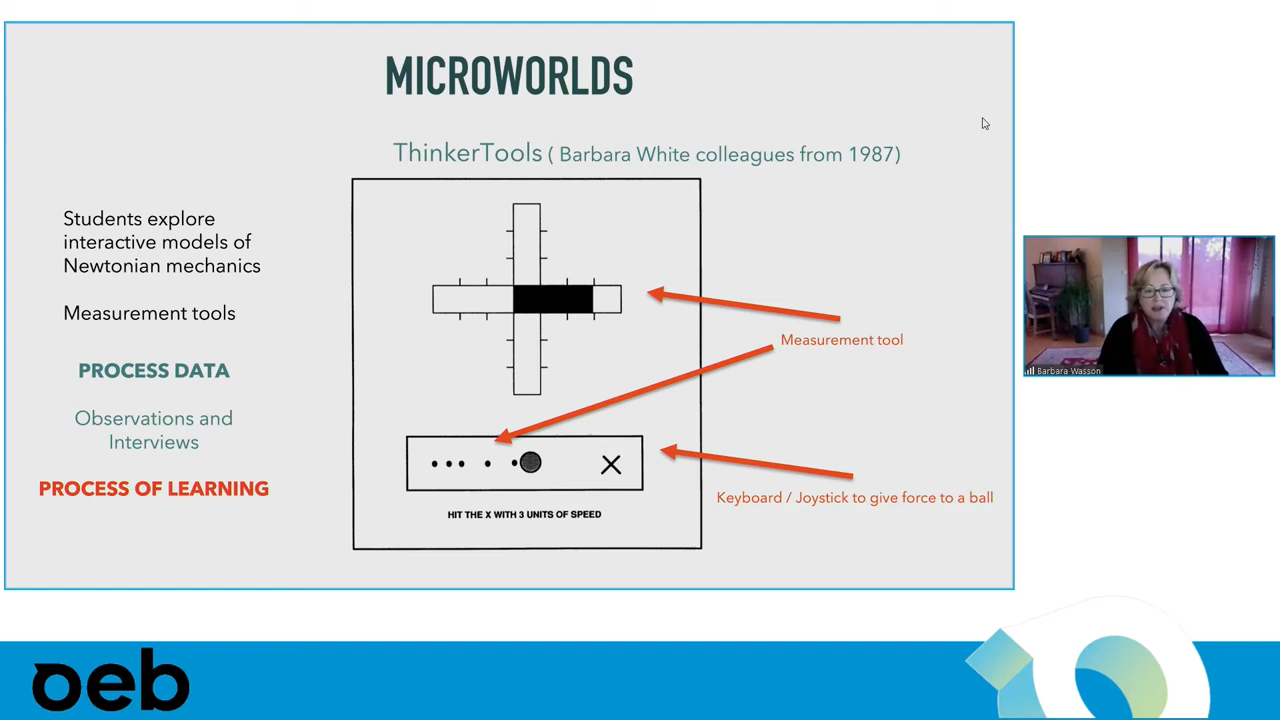 MICROWORLDS
ThinkerTools ( Barbara White colleagues from 1987)
Students explore
interactive models of
Newtonian mechanics
Measurement tools
PROCESS DATA
Observations and
Interviews
PROCESS OF LEARNING
Measurement tool
Keyboard / Joystick to give force to a ball
HIT THE X WITH 3 UNITS OF SPEED
Barbara Wasson
oeb